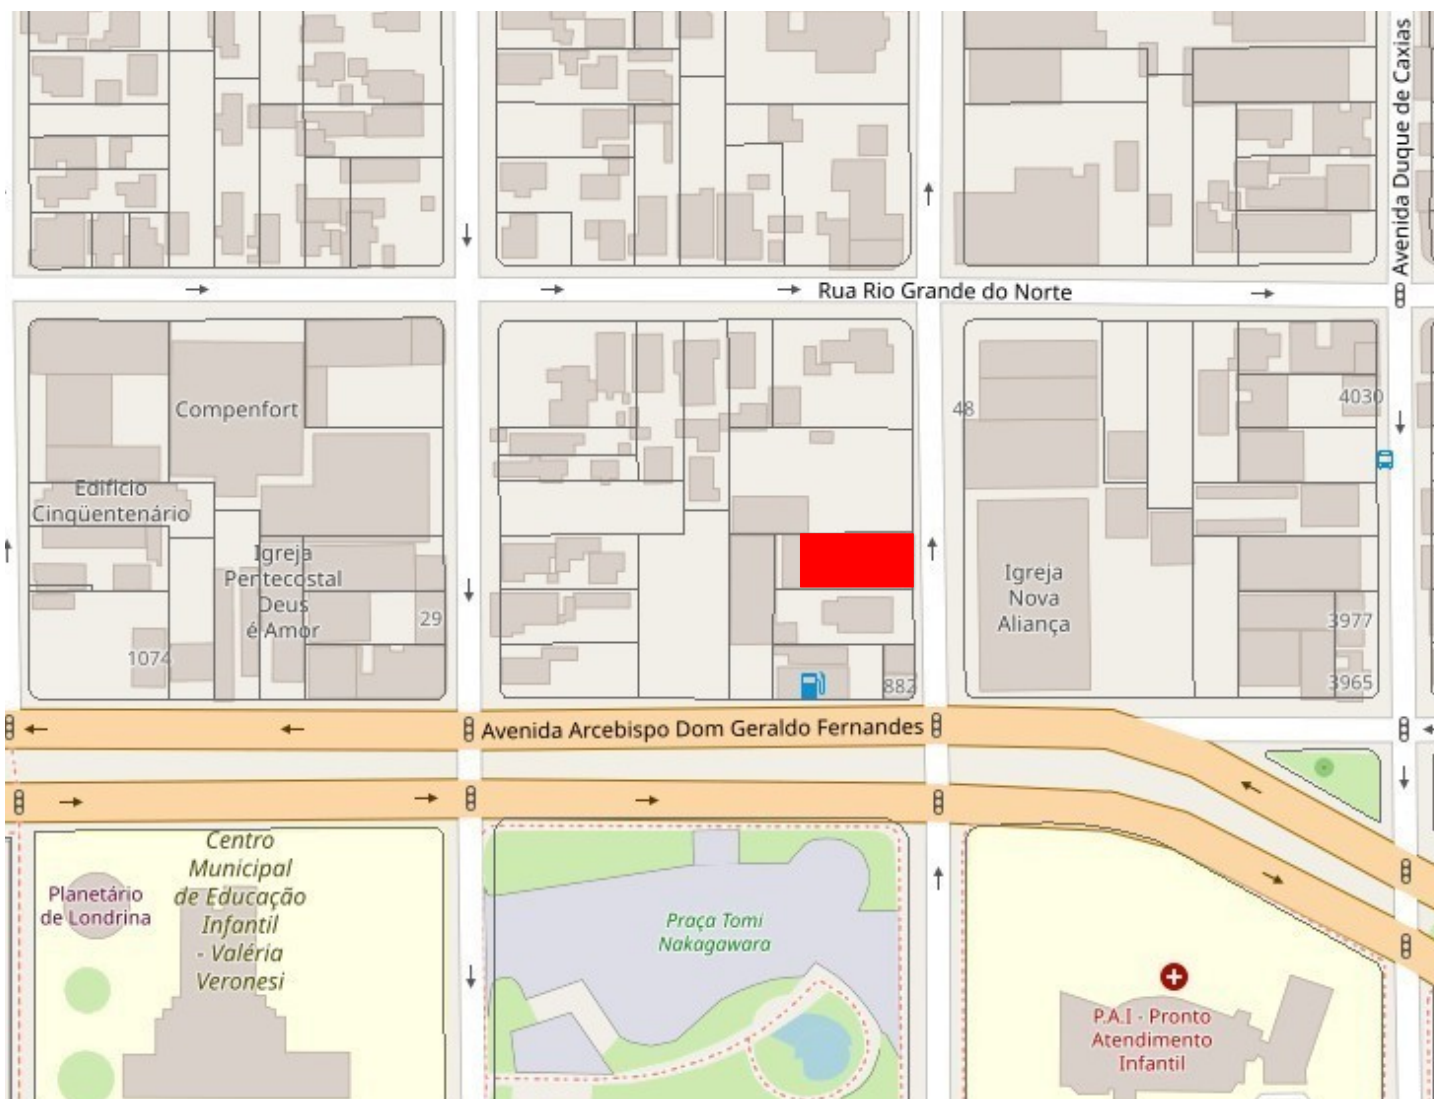 Avenida Duque de Caxias
Rua Rio Grande do Norte
Compenfort
48
4030
Edifício
Cinqüentenário
Igreja
Pentecostal
Deus
é Amor
29
1074
Igreja
Nova
Aliança
3977
3965
882
Avenida Arcebispo Dom Geraldo Fernandes
Centro
Municipal
de Educação
Infantil
- Valéria
Veronesi
Planetário
de Londrina
Praça Tomi
Nakagawara
P.A.I - Pronto
Atendimento
Infantil